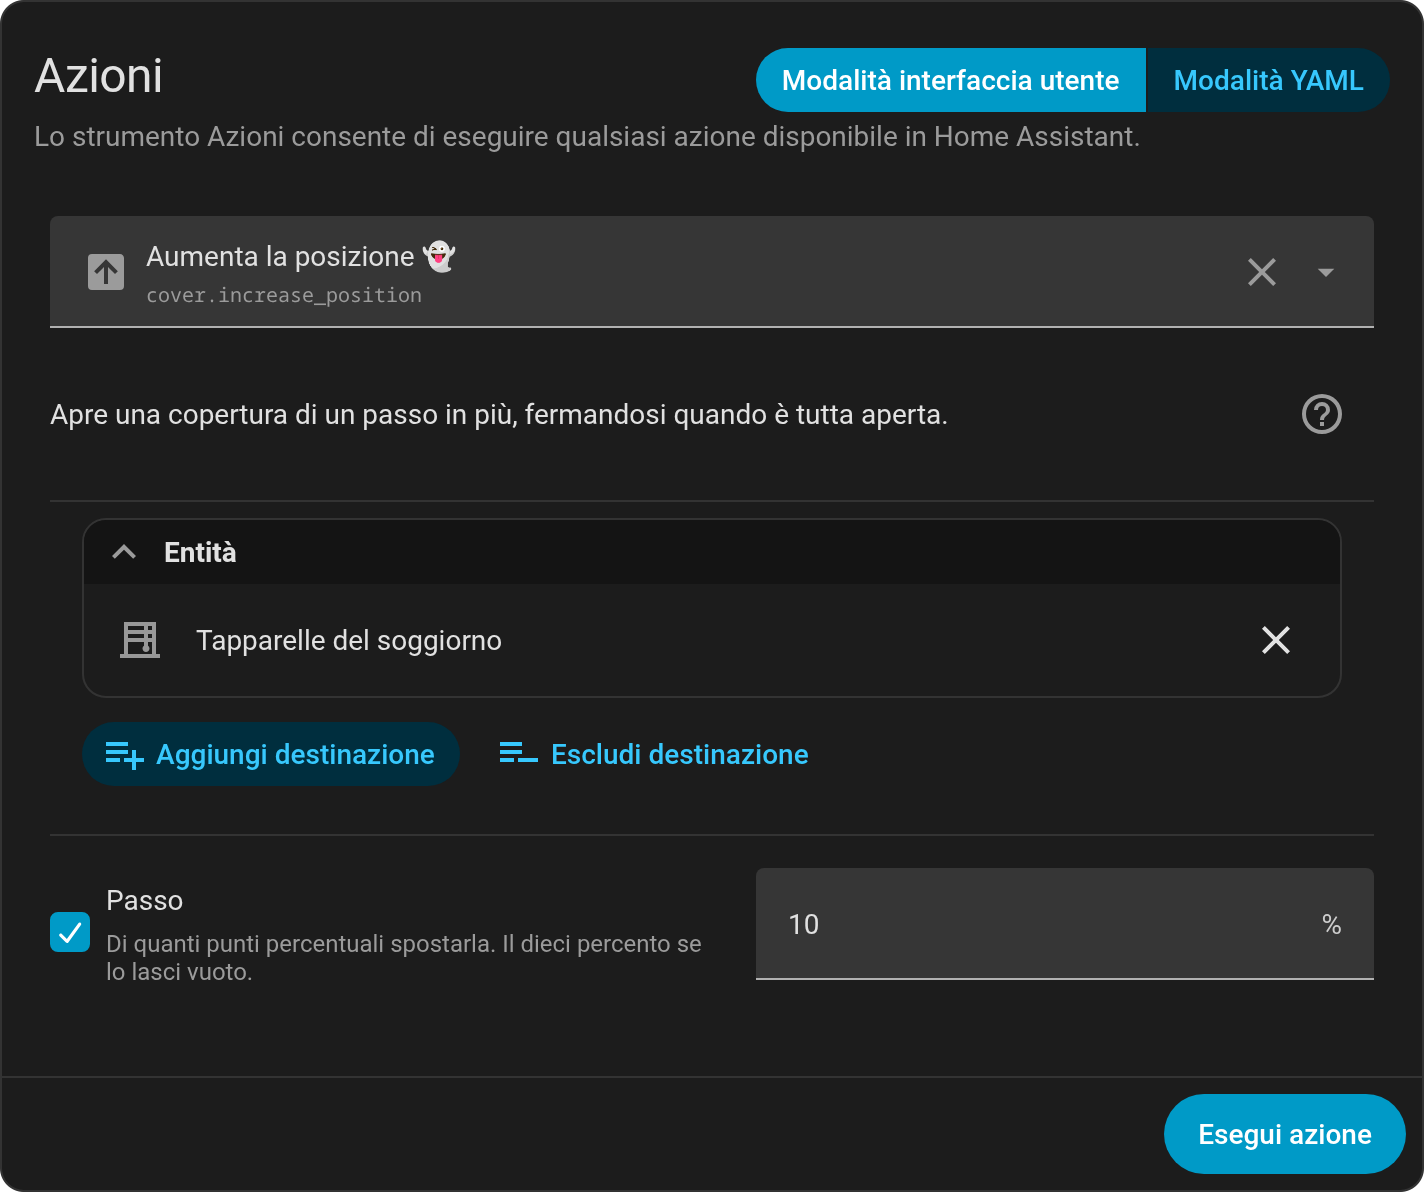 Azioni
Modalità interfaccia utente
Modalità YAML
Lo strumento Azioni consente di eseguire qualsiasi azione disponibile in Home Assistant.
Aumenta la posizione 👻
cover.increase_position
Apre una copertura di un passo in più, fermandosi quando è tutta aperta.
Entità
Tapparelle del soggiorno
Aggiungi destinazione
Escludi destinazione
Passo
Di quanti punti percentuali spostarla. Il dieci percento se
lo lasci vuoto.
10 %
Esegui azione